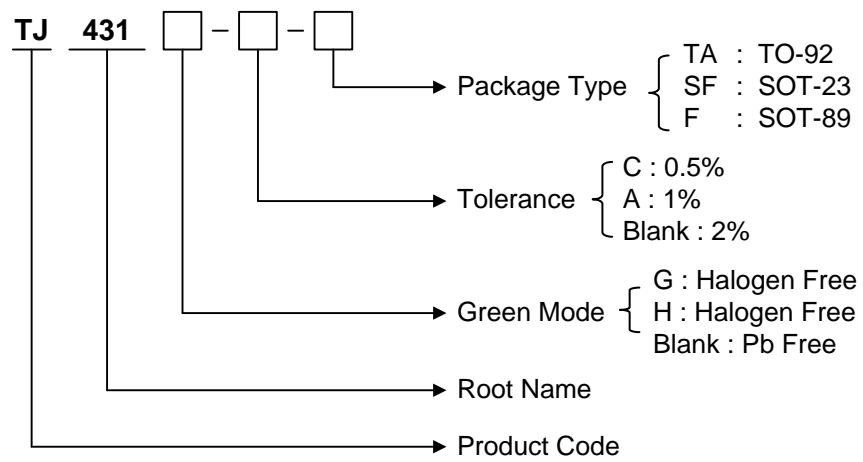 TJ 431 – –
Package Type
TA : TO-92
SF : SOT-23
F : SOT-89
Tolerance
C : 0.5%
A : 1%
Blank : 2%
Green Mode
G : Halogen Free
H : Halogen Free
Blank : Pb Free
Root Name
Product Code